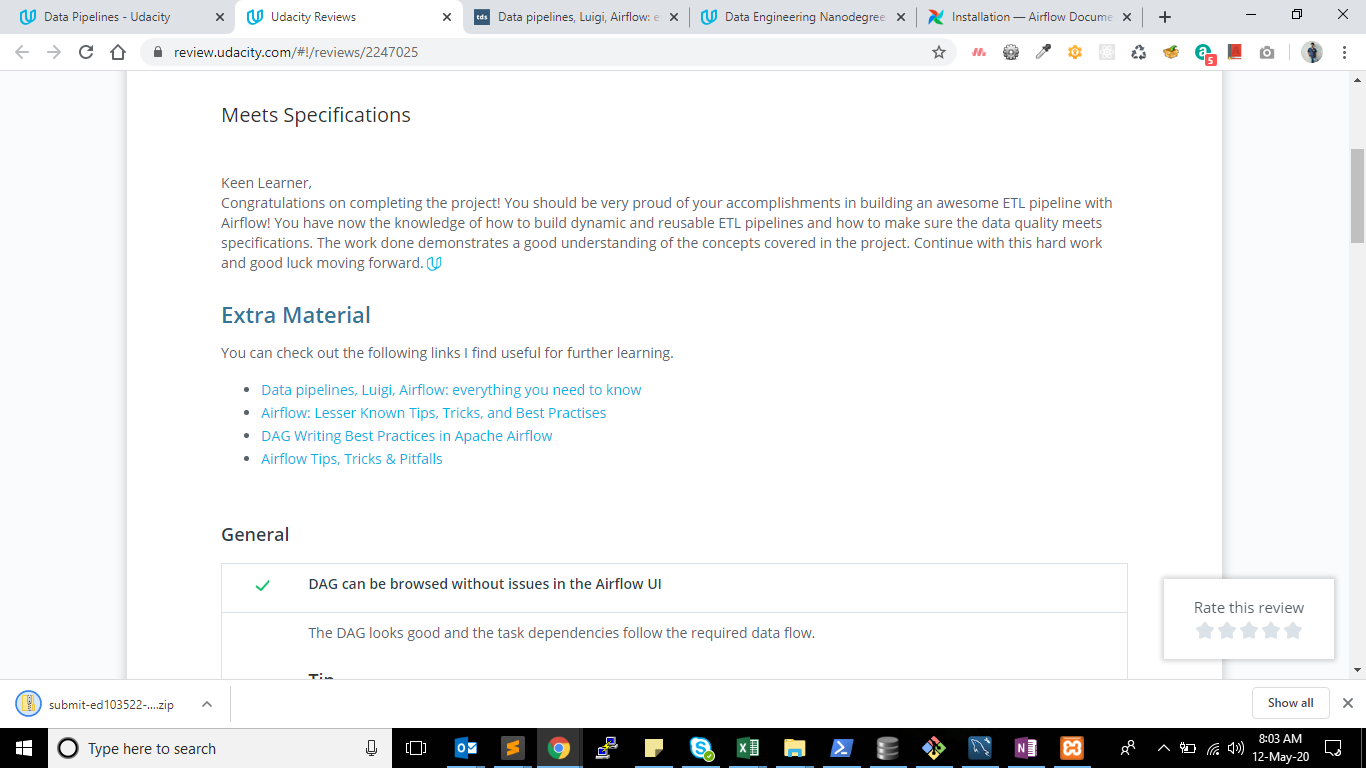 Data Pipelines - Udacity
Udacity Reviews
tds
Data pipelines, Luigi, Airflow: e
Data Engineering Nanodegree
Installation — Airflow Docume
review.udacity.com/#!/reviews/2247025
5
Meets Specifications
Keen Learner,
Congratulations on completing the project! You should be very proud of your accomplishments in building an awesome ETL pipeline with
Airflow! You have now the knowledge of how to build dynamic and reusable ETL pipelines and how to make sure the data quality meets
specifications. The work done demonstrates a good understanding of the concepts covered in the project. Continue with this hard work
and good luck moving forward.
Extra Material
You can check out the following links I find useful for further learning.
Data pipelines, Luigi, Airflow: everything you need to know
Airflow: Lesser Known Tips, Tricks, and Best Practises
DAG Writing Best Practices in Apache Airflow
Airflow Tips, Tricks & Pitfalls
General
DAG can be browsed without issues in the Airflow UI
The DAG looks good and the task dependencies follow the required data flow.
Tip
Rate this review
submit-ed103522-....zip
Show all
Type here to search
8:03 AM
12-May-20